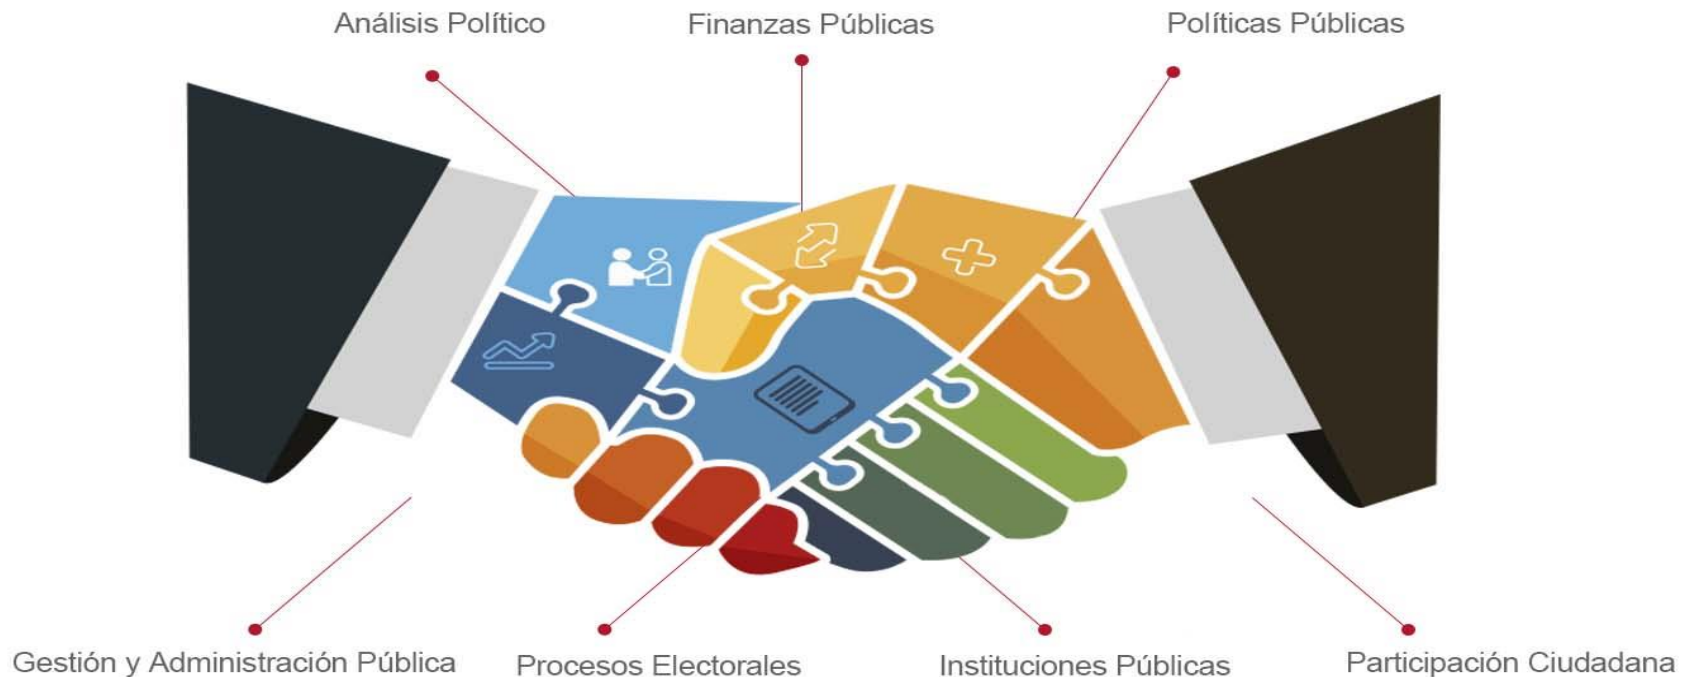 Análisis Político
Finanzas Públicas
Políticas Públicas
Gestión y Administración Pública
Procesos Electorales
Instituciones Públicas
Participación Ciudadana